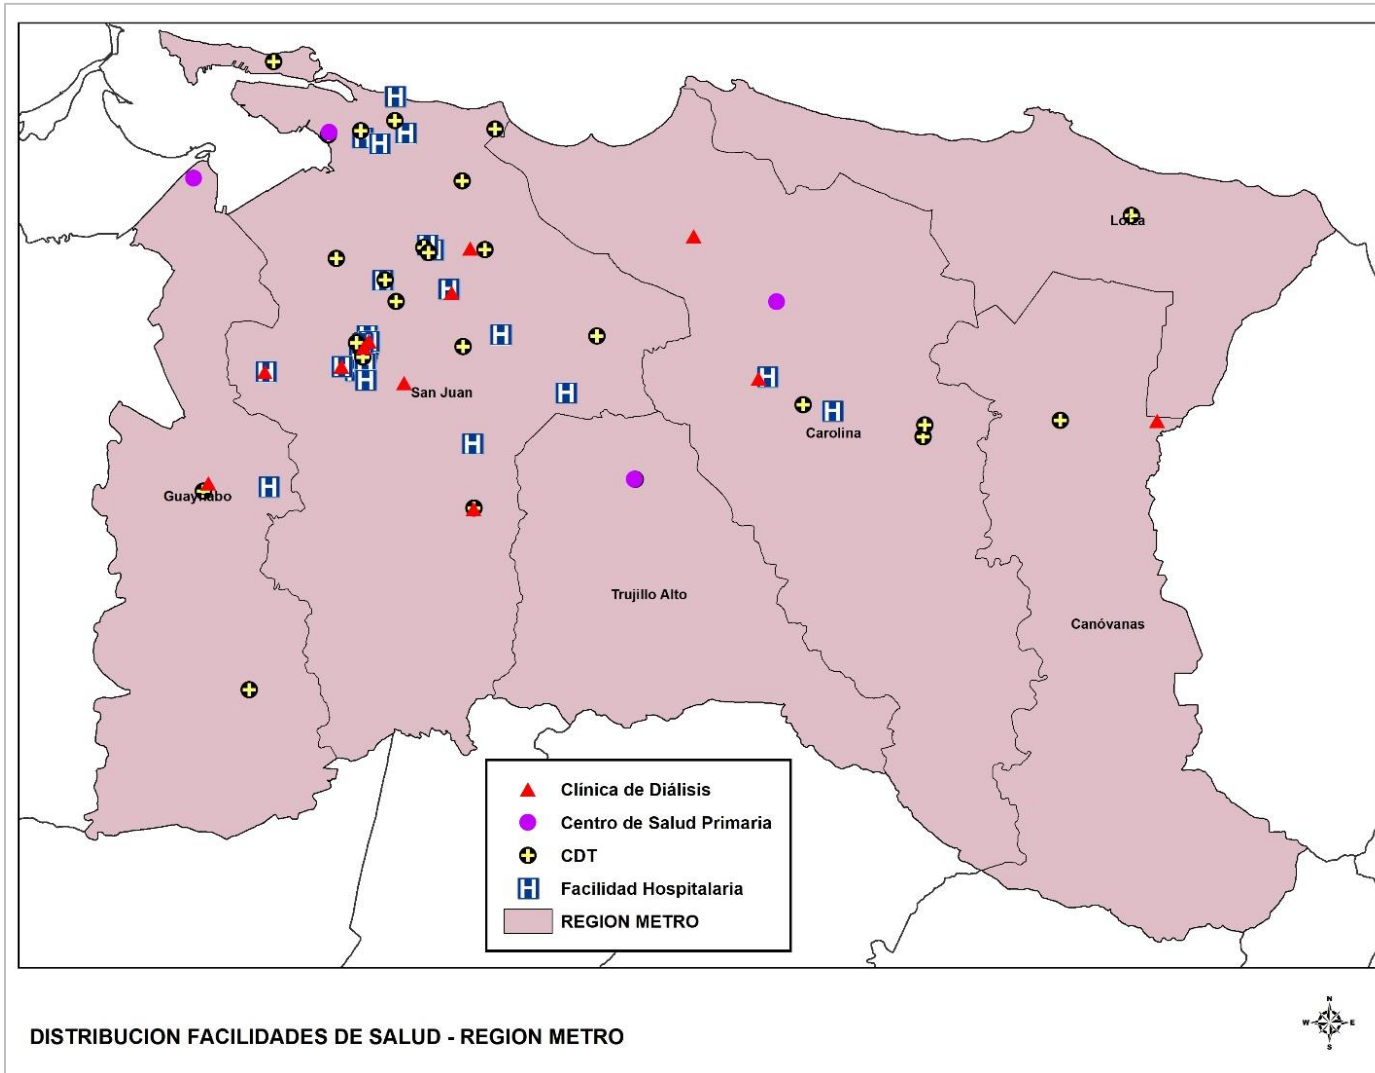 Loíza
San Juan
Carolina
Guaynabo
Trujillo Alto
Canóvanas
Clínica de Diálisis
Centro de Salud Primaria
CDT
H Facilidad Hospitalaria
REGION METRO
N
W E
S
DISTRIBUCION FACILIDADES DE SALUD - REGION METRO